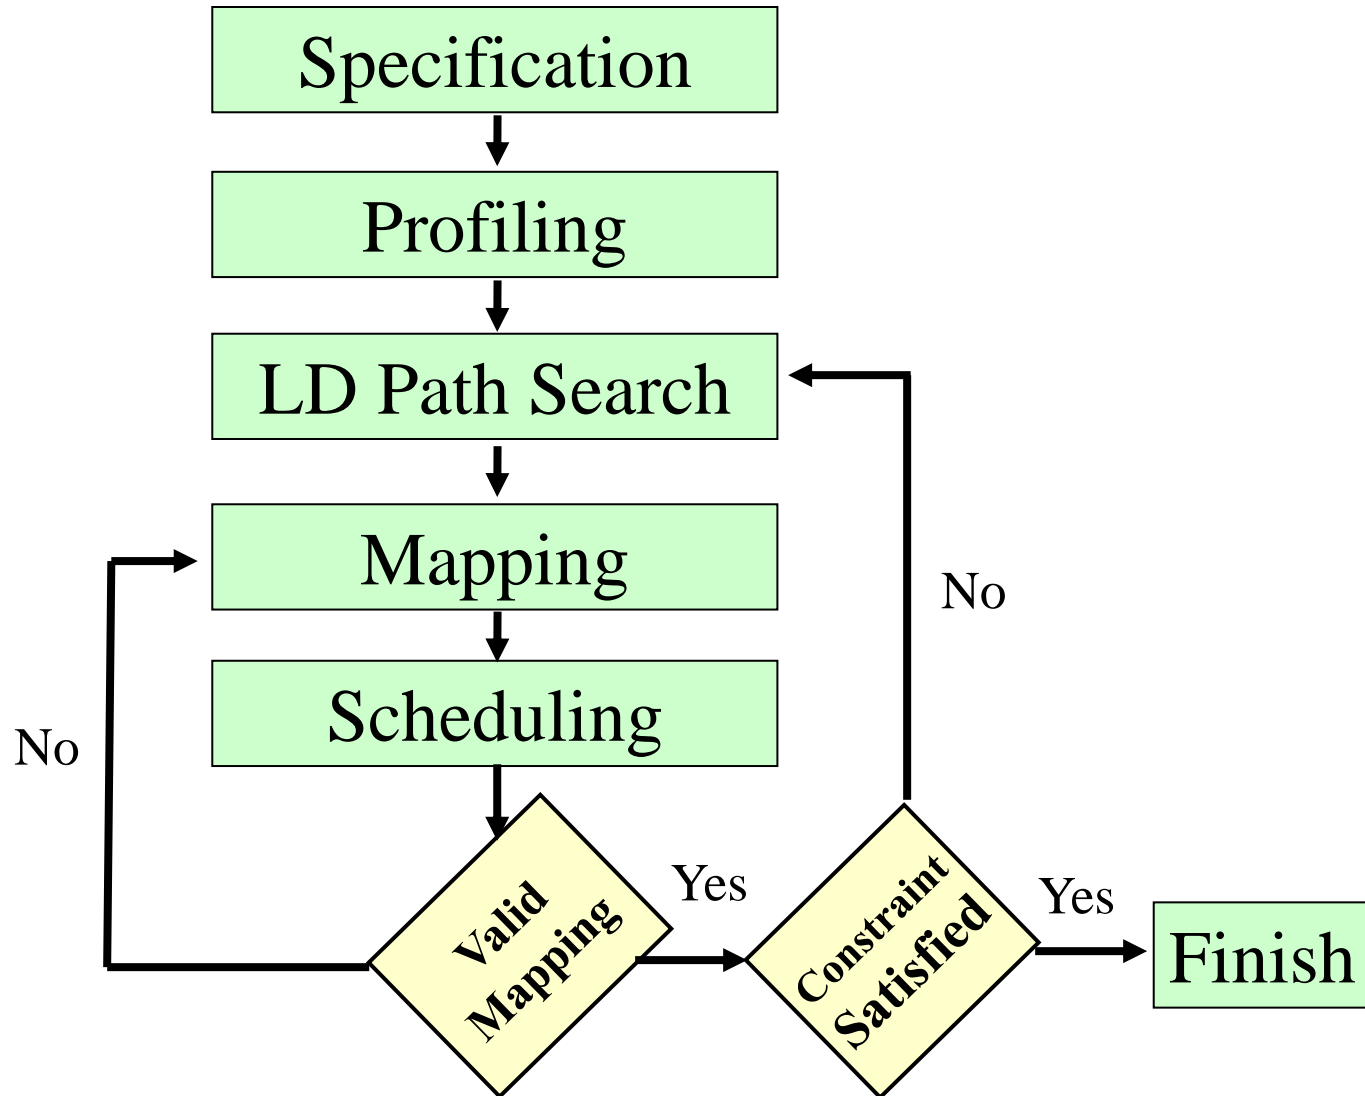 Specification
Profiling
LD Path Search
Mapping
No
Scheduling
No
Yes
Valid
Mapping
Constraint
Satisfied
Yes
Finish